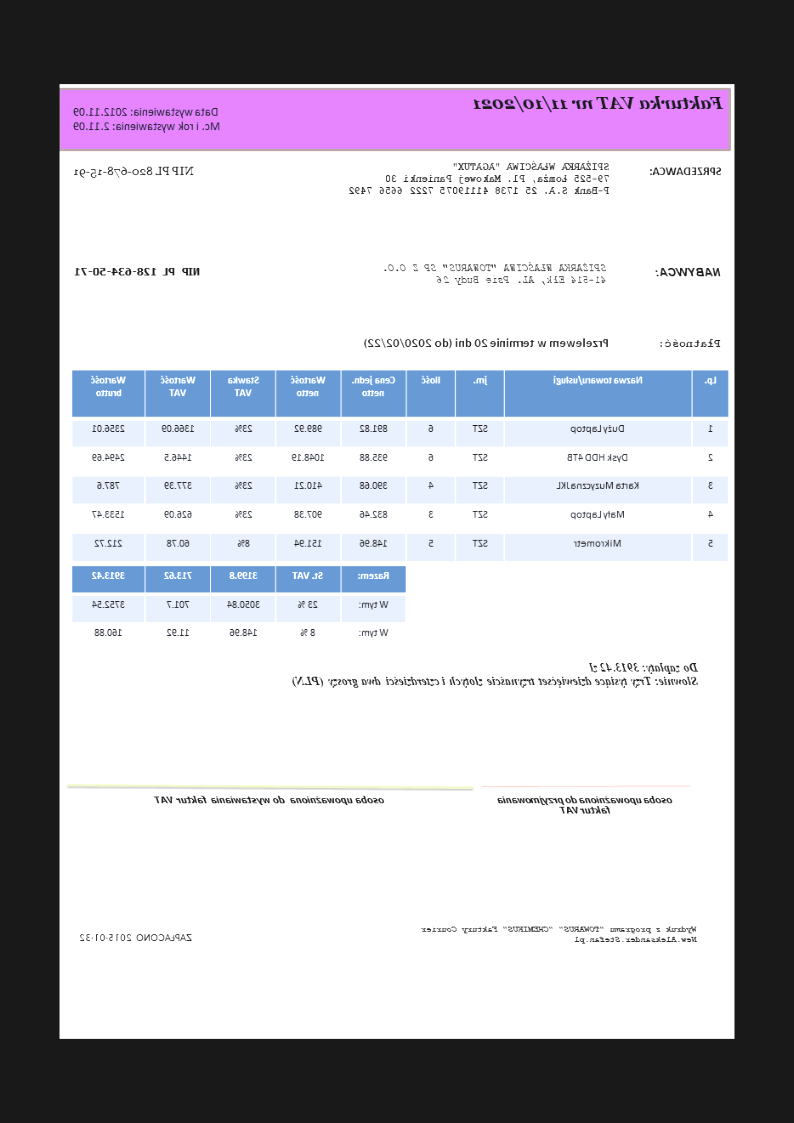 Fakturka VAT nr 11/10/2021
Data wystawienia: 2012.11.09
Mc. i rok wystawienia: 2.11.09
SPRZEDAWCA:
SPIŻARKA WŁAŚCIWA "AGATUX"
79-525 Łomża, Pl. Makowej Panienki 30
P-Bank S.A. 25 1738 41119075 7222 6656 7492
NIP PL 820-678-15-91
NABYWCA:
SPIŻARKA WŁAŚCIWA "TOWARUS" SP Z O.O.
41-514 Ełk, AL. Psie Budy 26
NIP PL 128-634-50-71
Płatność:
Przelewem w terminie 20 dni (do 2020/02/22)
Lp. Nazwa towaru/usługi jm. Ilość Cena jedn. netto Wartość netto Stawka VAT Wartość VAT Wartość brutto
1 Duży Laptop SZT 6 891.82 989.92 23% 1366.09 2356.01
2 Dysk HDD 4TB SZT 6 935.88 1048.19 23% 1446.5 2494.69
3 Karta Muzyczna JKL SZT 4 390.68 410.21 23% 377.39 787.6
4 Mały Laptop SZT 3 832.46 907.38 23% 626.09 1533.47
5 Mikrometr SZT 5 148.96 151.94 8% 60.78 212.72
Razem: St. VAT 3199.8 713.62 3913.42
W tym: 23 % 3050.84 701.7 3752.54
W tym: 8 % 148.96 11.92 160.88
Do zapłaty: 3913.42 zł
Słownie: Trzy tysiące dziewięćset trzynaście złotych i czterdzieści dwa groszy (PLN)
osoba upoważniona do przyjmowania
faktur VAT
osoba upoważniona do wystawiania faktur VAT
Wydruk z programu "TOWARUS" "CHEMIKUS" Faktury Courier
New.Aleksander.Stefan.pl
ZAPŁACONO 2015-01-32